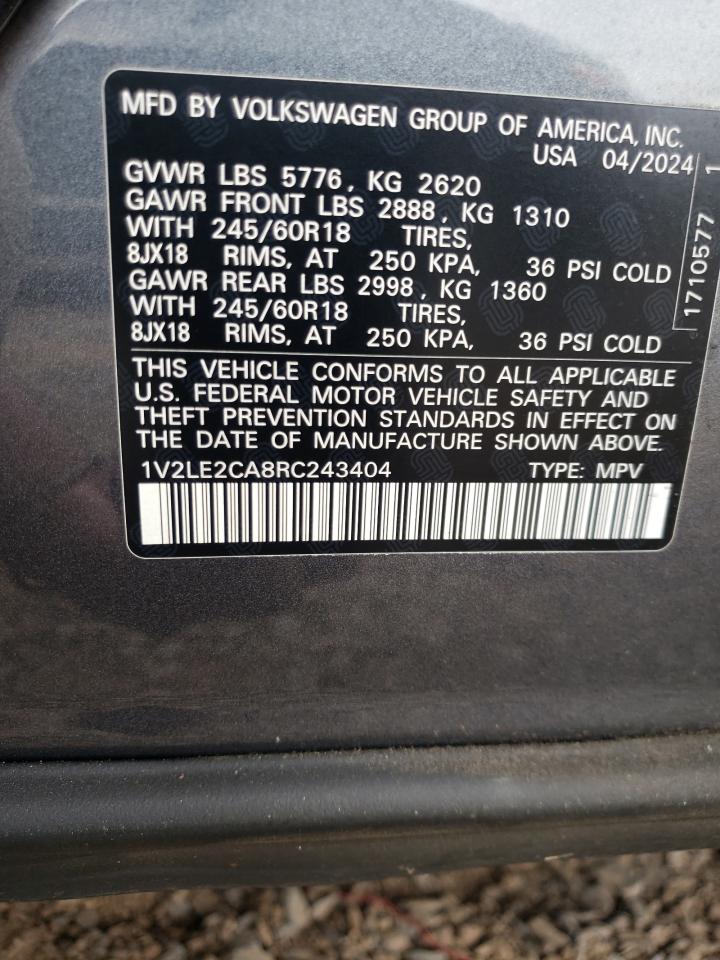 MFD BY VOLKSWAGEN GROUP OF AMERICA, INC.
USA 04/2024
GVWR LBS 5776, KG 2620
GAWR FRONT LBS 2888, KG 1310
WITH 245/60R18 TIRES,
8JX18 RIMS, AT 250 KPA, 36 PSI COLD
GAWR REAR LBS 2998, KG 1360
WITH 245/60R18 TIRES,
8JX18 RIMS, AT 250 KPA, 36 PSI COLD
1710577 1
THIS VEHICLE CONFORMS TO ALL APPLICABLE
U.S. FEDERAL MOTOR VEHICLE SAFETY AND
THEFT PREVENTION STANDARDS IN EFFECT ON
THE DATE OF MANUFACTURE SHOWN ABOVE.
1V2LE2CA8RC243404 TYPE: MPV